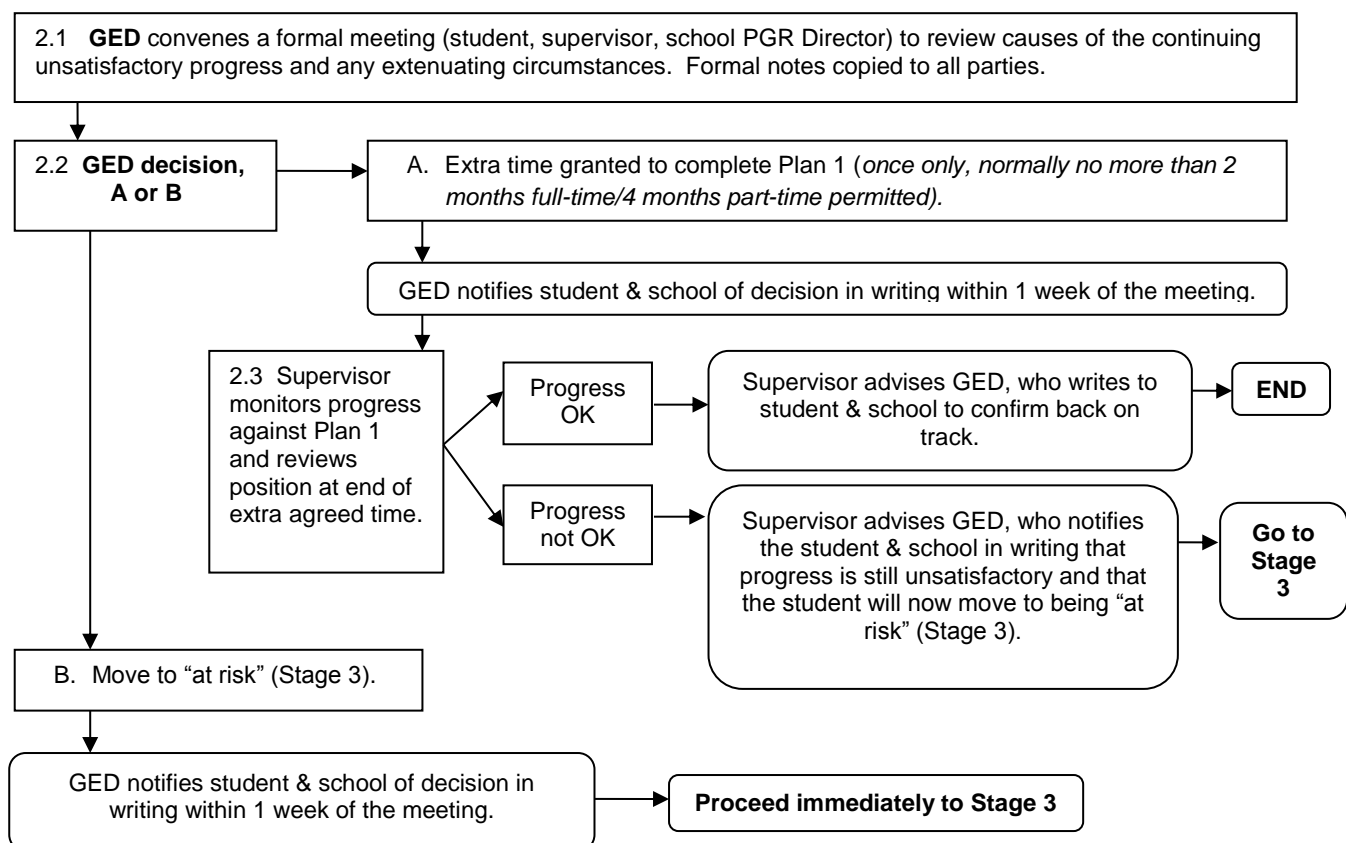 2.1 GED convenes a formal meeting (student, supervisor, school PGR Director) to review causes of the continuing
unsatisfactory progress and any extenuating circumstances. Formal notes copied to all parties.
2.2 GED decision,
A or B
A. Extra time granted to complete Plan 1 (once only, normally no more than 2
months full-time/4 months part-time permitted).
GED notifies student & school of decision in writing within 1 week of the meeting.
2.3 Supervisor
monitors progress
against Plan 1
and reviews
position at end of
extra agreed time.
Progress
OK
Supervisor advises GED, who writes to
student & school to confirm back on
track.
END
Progress
not OK
Supervisor advises GED, who notifies
the student & school in writing that
progress is still unsatisfactory and that
the student will now move to being “at
risk” (Stage 3).
Go to
Stage
3
B. Move to “at risk” (Stage 3).
GED notifies student & school of decision in
writing within 1 week of the meeting.
Proceed immediately to Stage 3